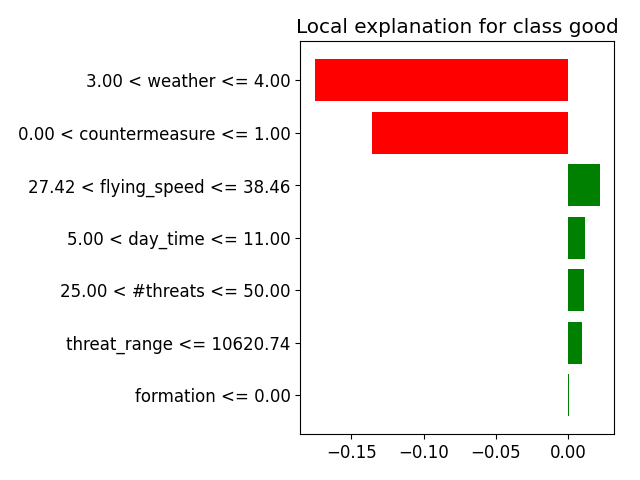 Local explanation for class good
3.00 < weather <= 4.00
0.00 < countermeasure <= 1.00
27.42 < flying_speed <= 38.46
5.00 < day_time <= 11.00
25.00 < #threats <= 50.00
threat_range <= 10620.74
formation <= 0.00
−0.15 −0.10 −0.05 0.00